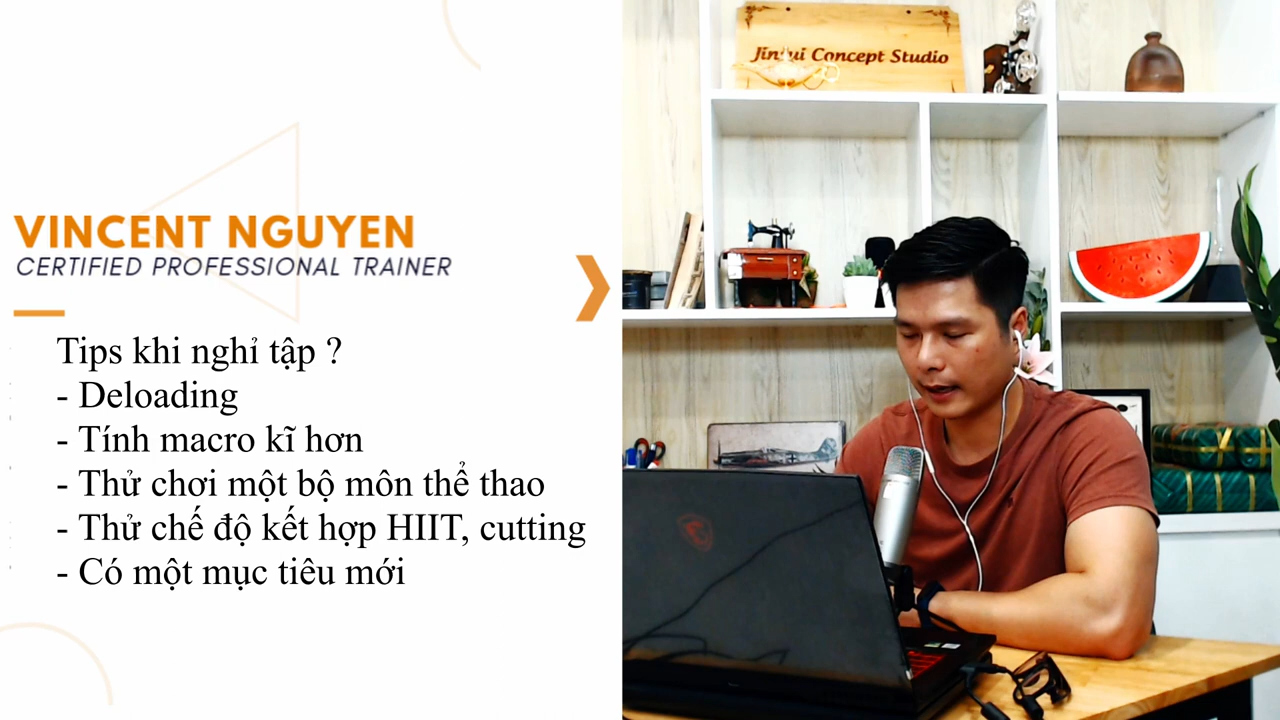 VINCENT NGUYEN
CERTIFIED PROFESSIONAL TRAINER
Tips khi nghỉ tập ?
- Deloading
- Tính macro kĩ hơn
- Thử chơi một bộ môn thể thao
- Thử chế độ kết hợp HIIT, cutting
- Có một mục tiêu mới
Concept Studio